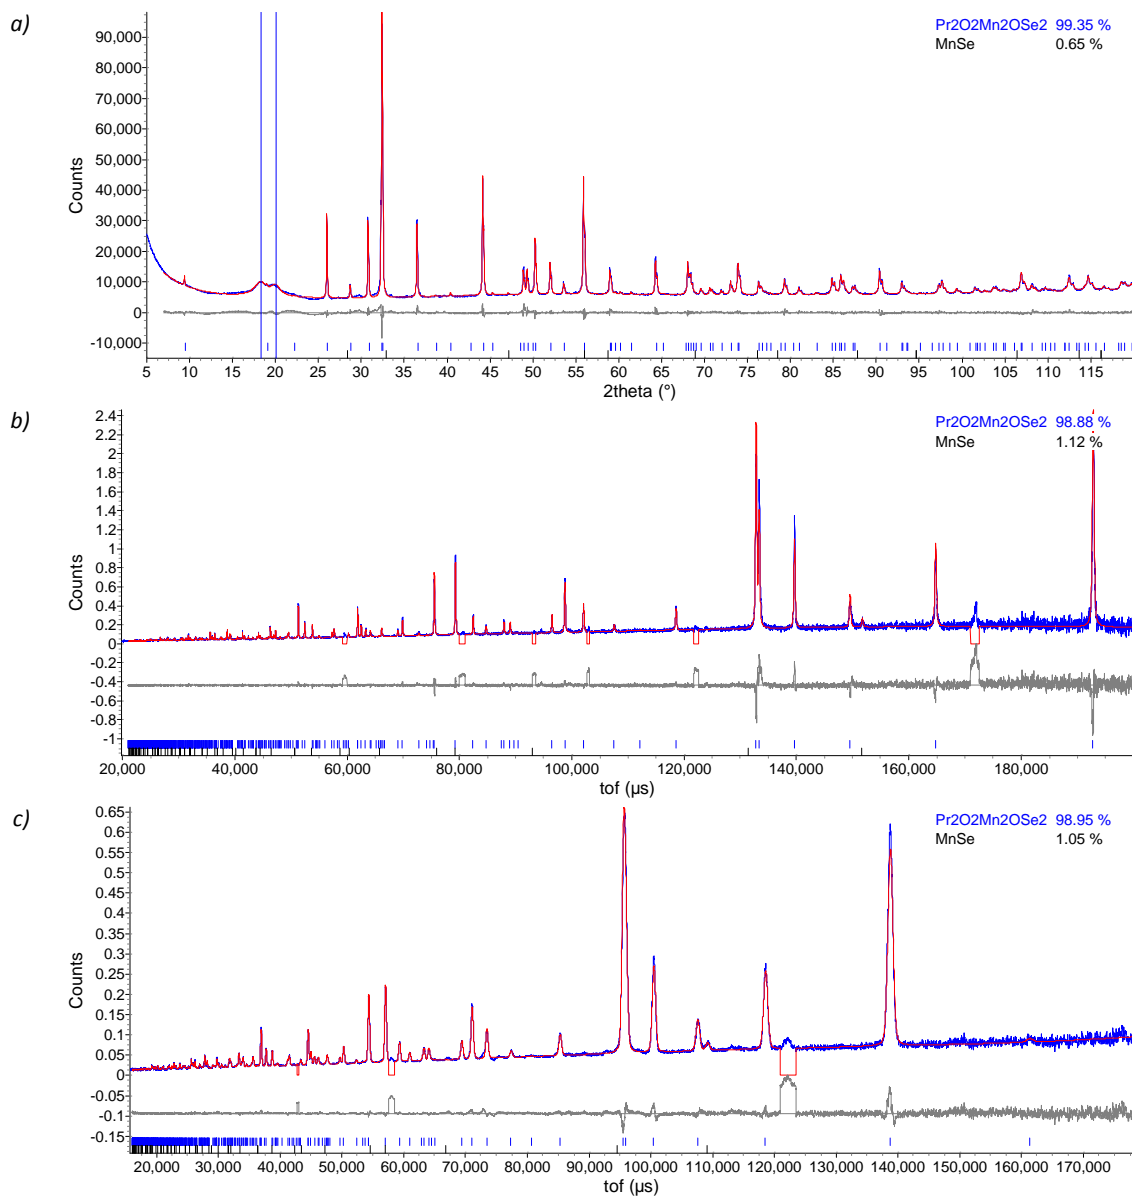 a)
Pr2O2Mn2OSe2 99.35 %
MnSe 0.65 %
90,000
80,000
70,000
60,000
50,000
40,000
30,000
20,000
10,000
0
-10,000
Counts
5 10 15 20 25 30 35 40 45 50 55 60 65 70 75 80 85 90 95 100 105 110 115
2theta (°)
b)
Pr2O2Mn2OSe2 98.88 %
MnSe 1.12 %
2.4
2.2
2
1.8
1.6
1.4
1.2
1
0.8
0.6
0.4
0.2
0
-0.2
-0.4
-0.6
-0.8
-1
Counts
20,000 40,000 60,000 80,000 100,000 120,000 140,000 160,000 180,000
tof (µs)
c)
Pr2O2Mn2OSe2 98.95 %
MnSe 1.05 %
0.65
0.6
0.55
0.5
0.45
0.4
0.35
0.3
0.25
0.2
0.15
0.1
0.05
0
-0.05
-0.1
-0.15
Counts
20,000 30,000 40,000 50,000 60,000 70,000 80,000 90,000 100,000 110,000 120,000 130,000 140,000 150,000 160,000 170,000
tof (µs)